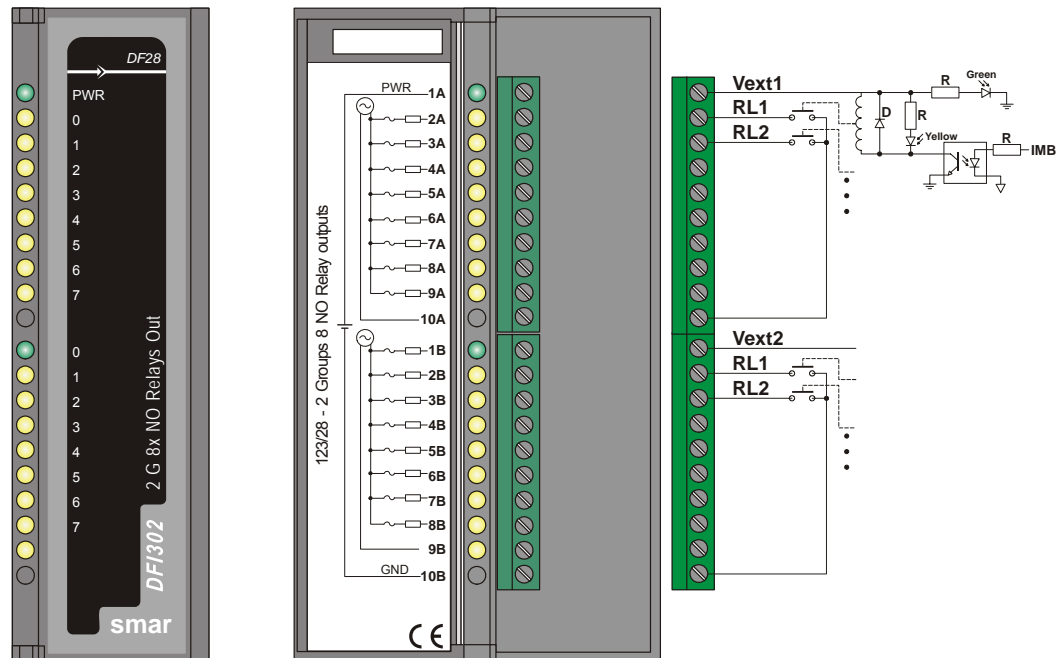 DF28
PWR
0
1
2
3
4
5
6
7
0
1
2
3
4
5
6
7
2 G 8x NO Relays Out
DFI302
smar
123/28 - 2 Groups 8 NO Relay outputs
PWR 1A
2A
3A
4A
5A
6A
7A
8A
9A
10A
1B
2B
3B
4B
5B
6B
7B
8B
9B
GND 10B
CE
Vext1
RL1
RL2
D
R
Yellow
R
Green
R
IMB
Vext2
RL1
RL2